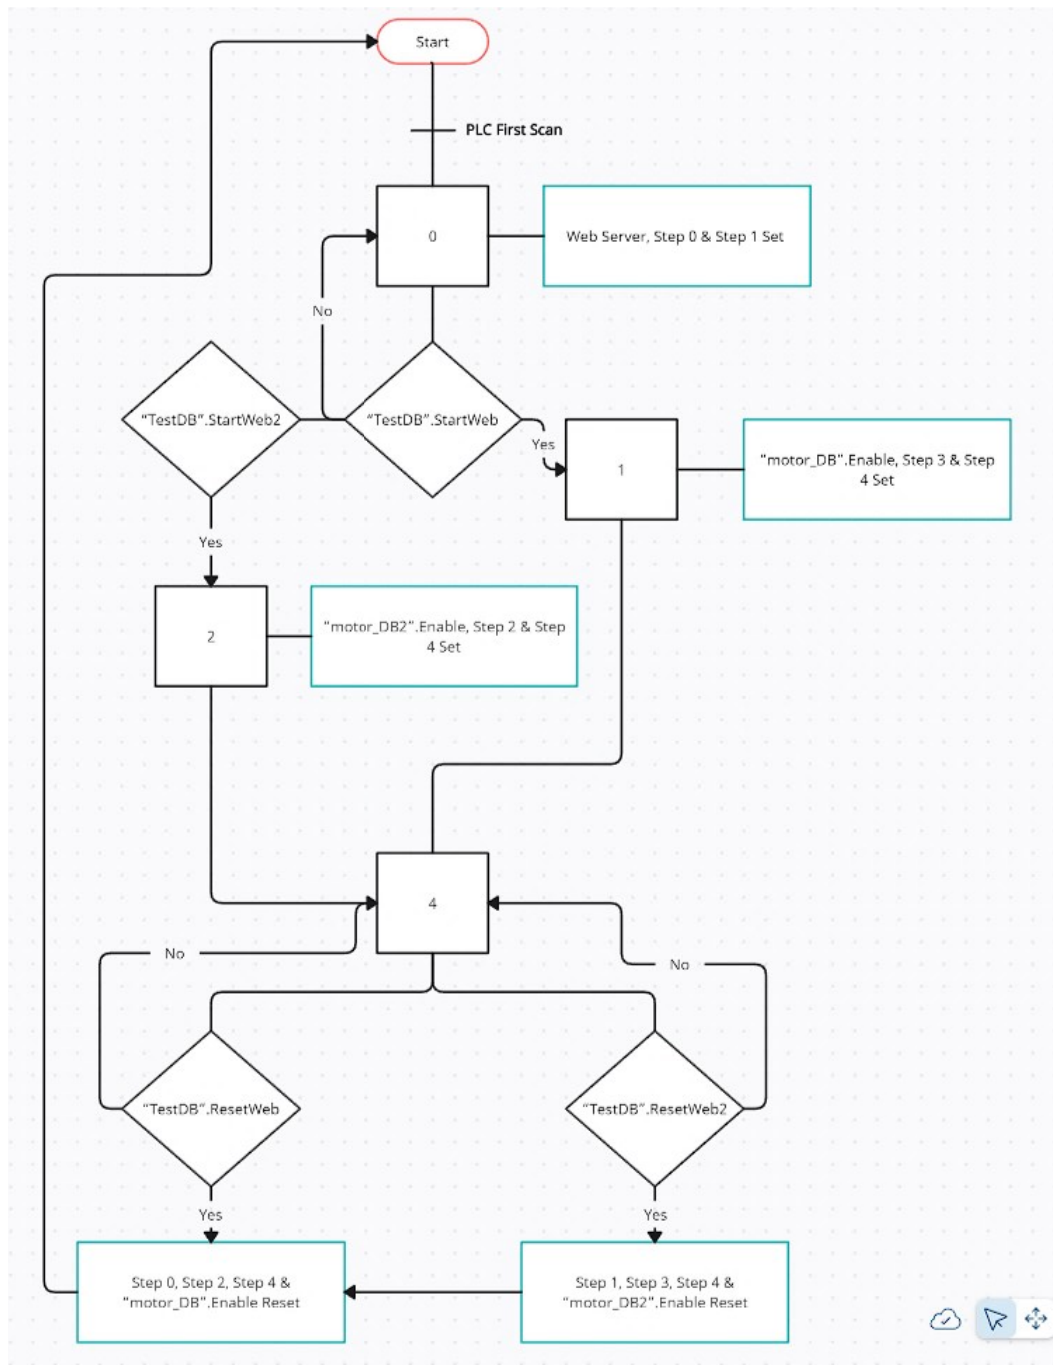 Start
PLC First Scan
0
Web Server, Step 0 & Step 1 Set
No
“TestDB”.StartWeb2
“TestDB”.StartWeb
Yes
1
“motor_DB”.Enable, Step 3 & Step
4 Set
Yes
2
“motor_DB2”.Enable, Step 2 & Step
4 Set
4
No
No
“TestDB”.ResetWeb
“TestDB”.ResetWeb2
Yes
Yes
Step 0, Step 2, Step 4 &
“motor_DB”.Enable Reset
Step 1, Step 3, Step 4 &
“motor_DB2”.Enable Reset